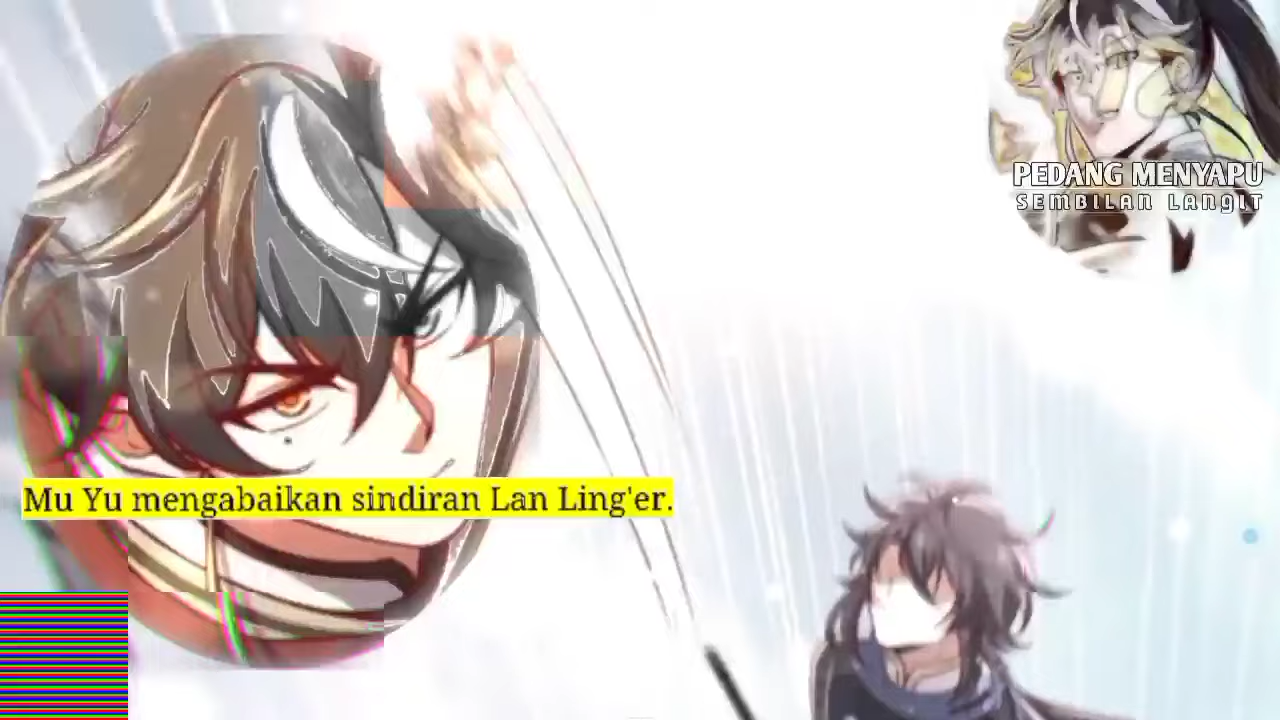 PEDANG MENYAPU
SEMBILAN LANGIT
Mu Yu mengabaikan sindiran Lan Ling'er.